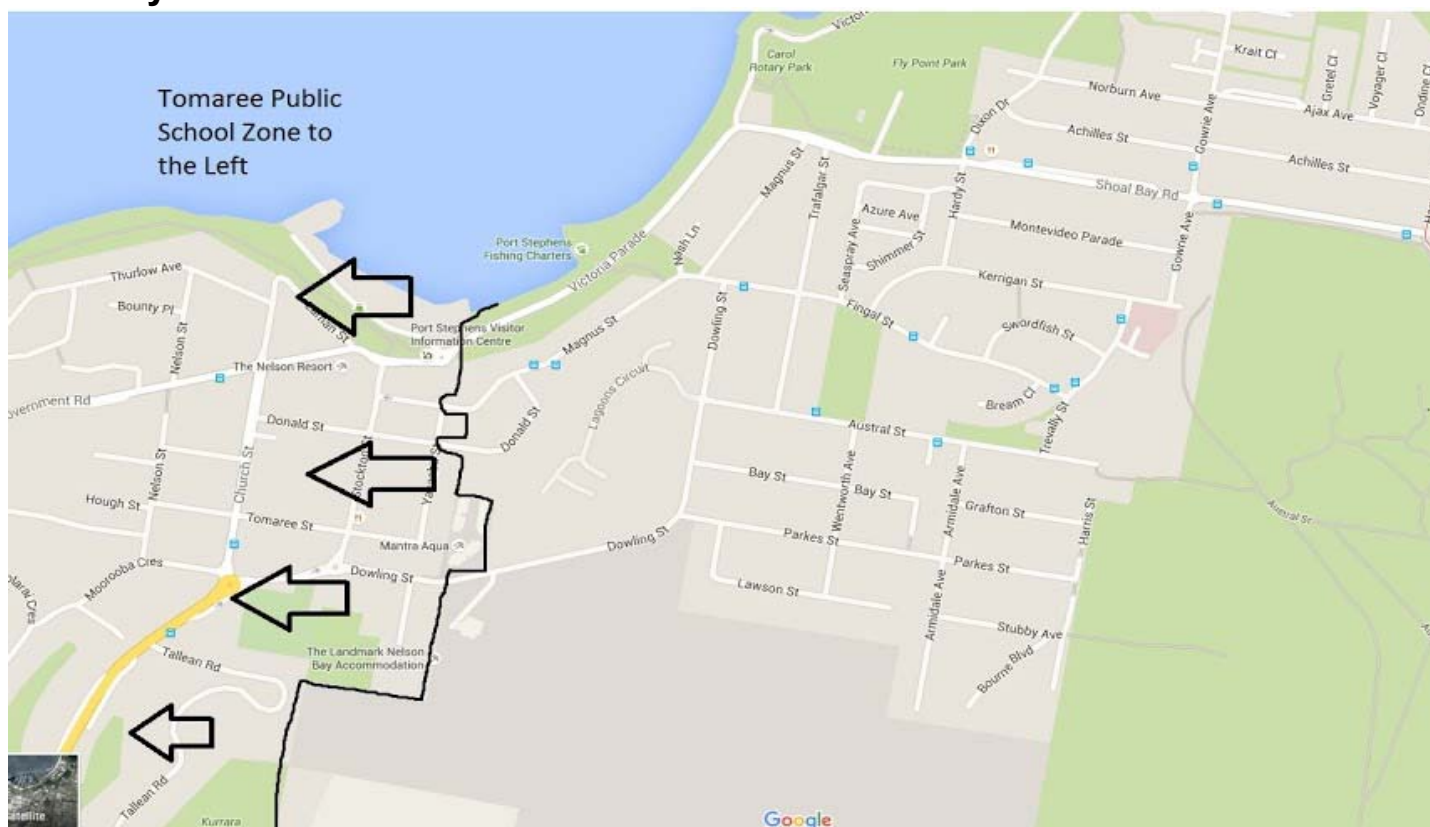 Tomaree Public
School Zone to
the Left
Carol
Rotary Park
Fly Point Park
Krait Cl
Gretel Cl
Voyager Cl
Ondine Cl
Norburn Ave
Ajax Ave
Dixon Dr
Gowrie Ave
Achilles St
Achilles St
Magnus St
Trafalgar St
Hardy St
Shoal Bay Rd
Azure Ave
Seaspray Ave
Shimmer St
Montevideo Parade
Gowrie Ave
Nash Ln
Port Stephens
Fishing Charters
Victoria Parade
Kerrigan St
Thurlow Ave
Bounty Pl
Nelson St
Port Stephens Visitor
Information Centre
Magnus St
Dowling St
Fingal St
Swordfish St
The Nelson Resort
Lagoons Circuit
Bream Cl
Trevally St
Donald St
Donald St
Austral St
Church St
Nelson St
Stockton St
Bay St
Bay St
Wentworth Ave
Armidale Ave
Grafton St
Harris St
Austral St
Hough St
Tomaree St
Mantra Aqua
Dowling St
Parkes St
Parkes St
Moorooba Cres
Dowling St
Lawson St
Armidale Ave
Stubby Ave
Bourne Blvd
Tallean Rd
The Landmark Nelson
Bay Accommodation
Tallean Rd
Kurrara
Google